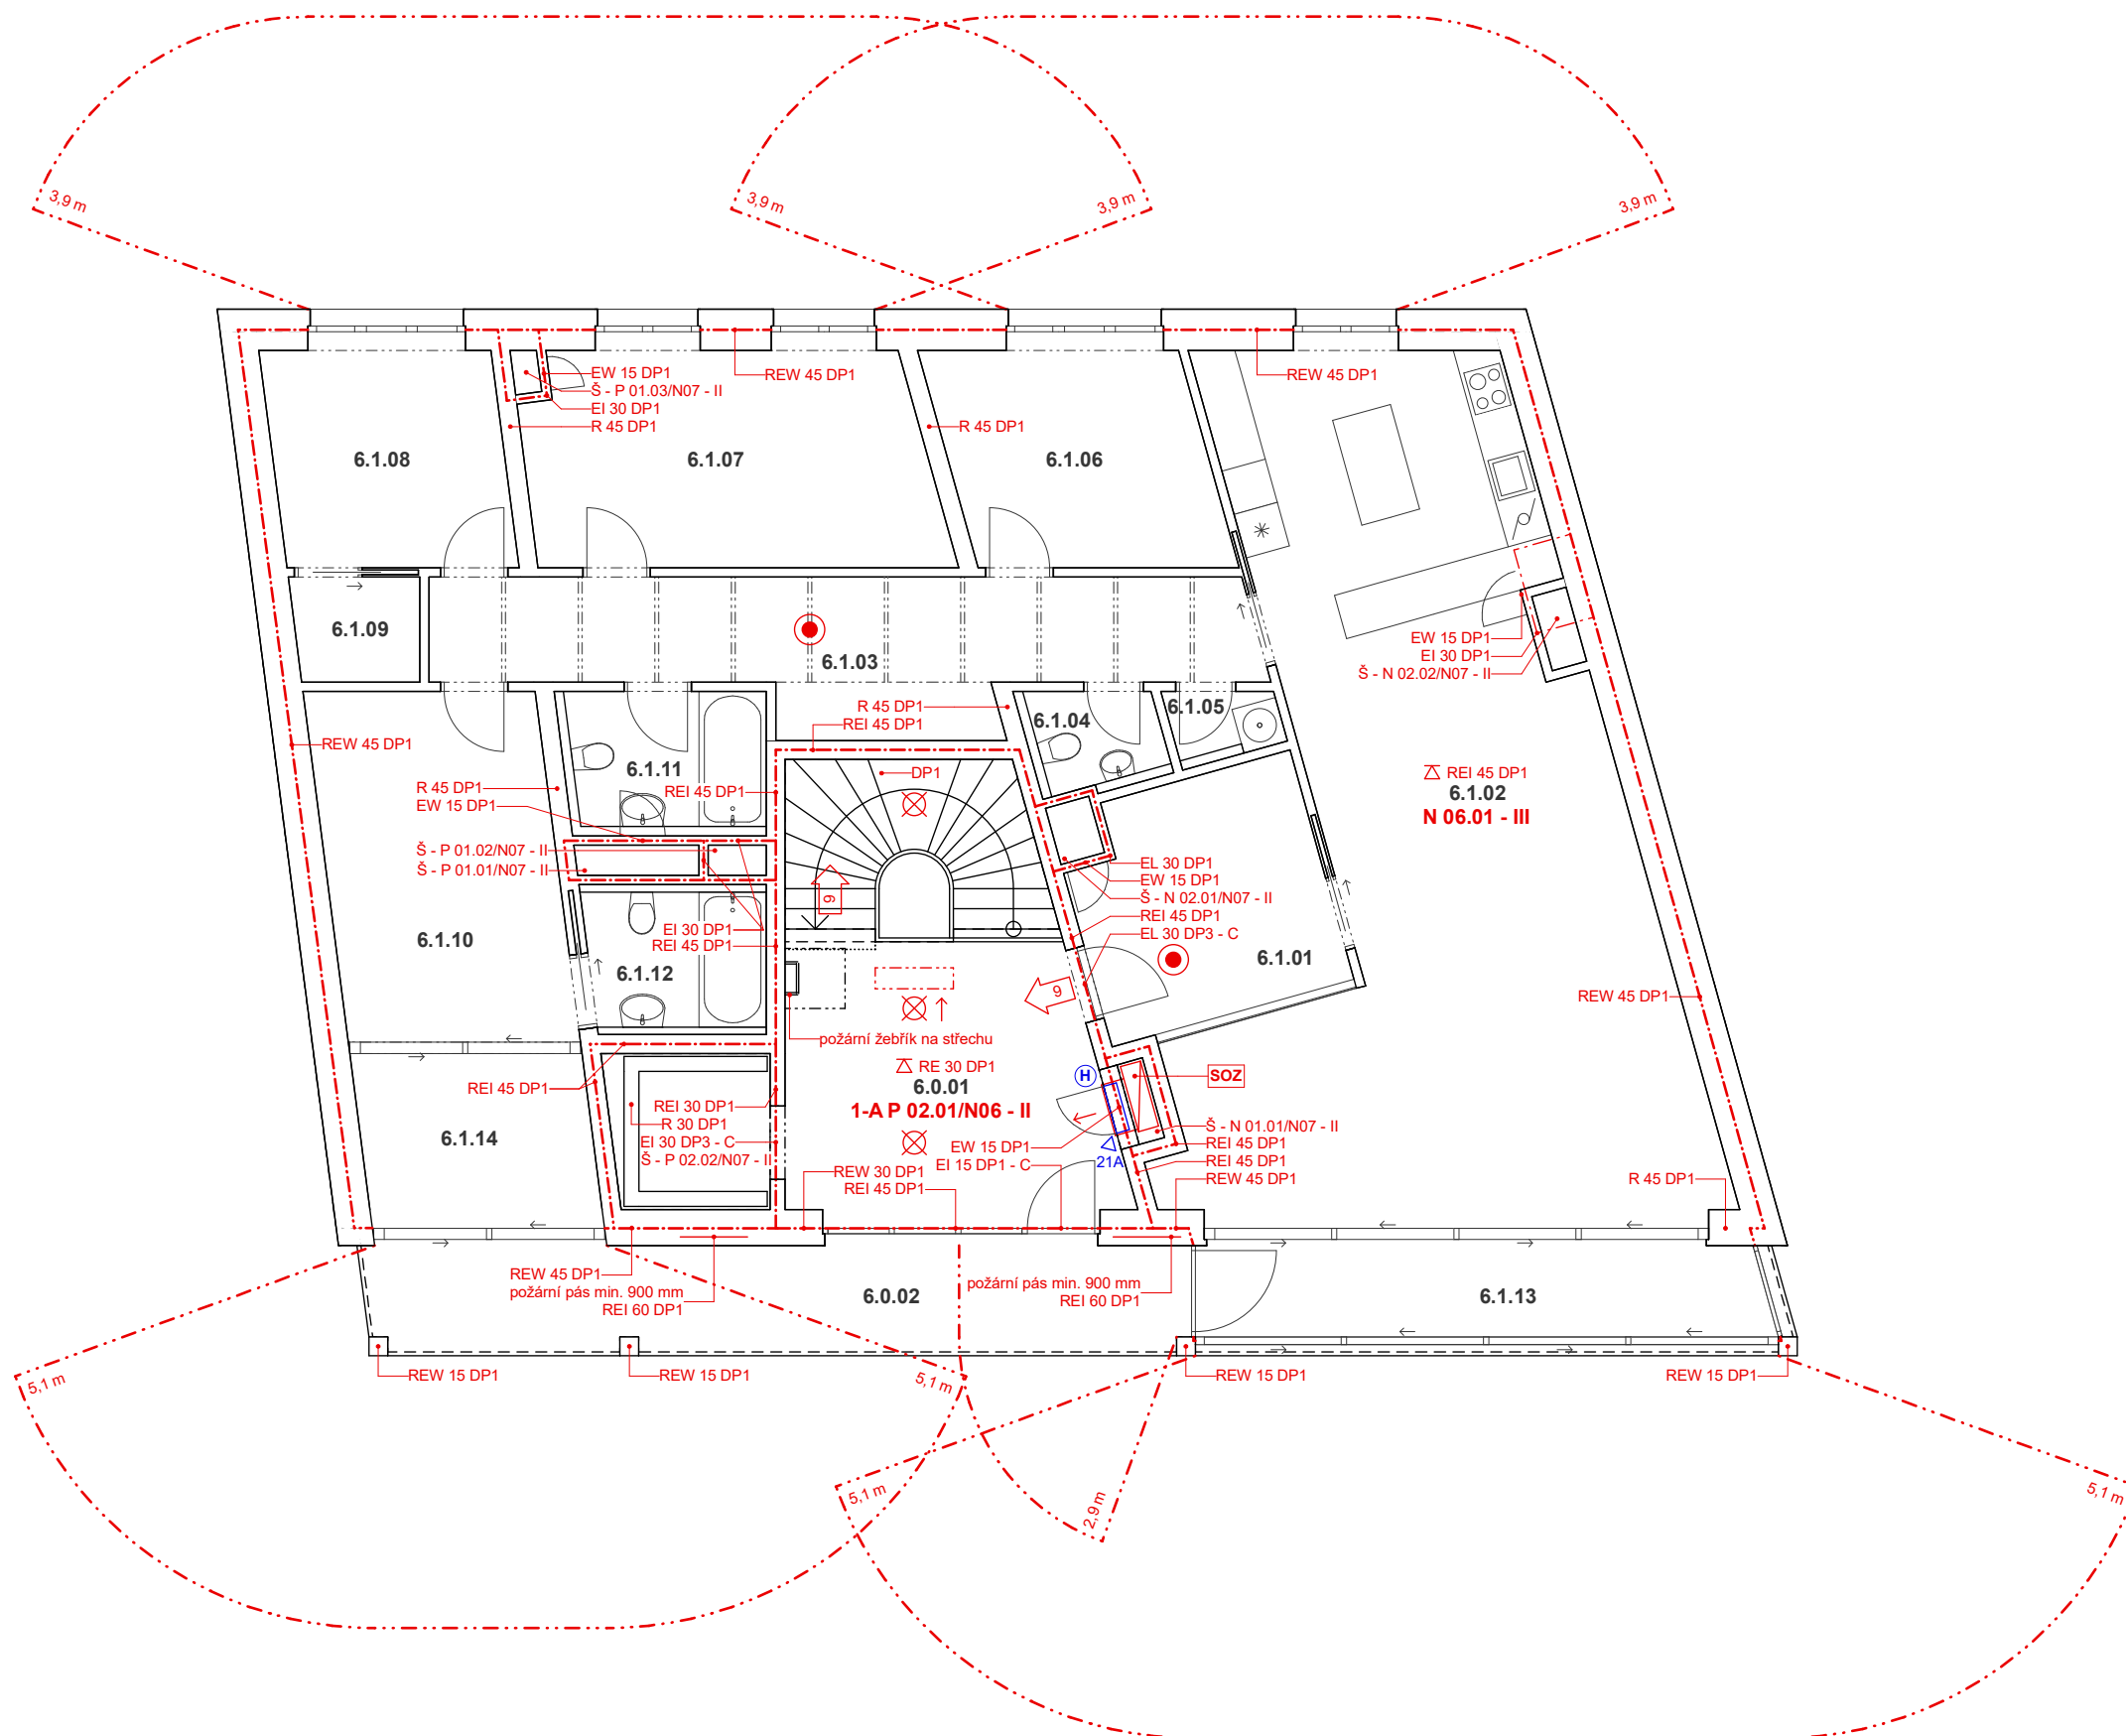 3,9 m
3,9 m
3,9 m
3,9 m
EW 15 DP1
Š - P 01.03/N07 - II
EI 30 DP1
R 45 DP1
REW 45 DP1
REW 45 DP1
R 45 DP1
6.1.08
6.1.07
6.1.06
6.1.09
6.1.03
EW 15 DP1
EI 30 DP1
Š - N 02.02/N07 - II
R 45 DP1
REI 45 DP1
6.1.04
6.1.05
REW 45 DP1
6.1.11
DP1
REI 45 DP1
R 45 DP1
EW 15 DP1
REI 45 DP1
6.1.02
N 06.01 - III
Š - P 01.02/N07 - II
Š - P 01.01/N07 - II
EL 30 DP1
EW 15 DP1
Š - N 02.01/N07 - II
REI 45 DP1
EL 30 DP3 - C
9
EI 30 DP1
REI 45 DP1
6.1.10
6.1.12
6.1.01
9
REW 45 DP1
požární žebřík na střechu
RE 30 DP1
6.0.01
1-A P 02.01/N06 - II
H
SOZ
REI 45 DP1
REI 30 DP1
R 30 DP1
EI 30 DP3 - C
Š - P 02.02/N07 - II
6.1.14
EW 15 DP1
EI 15 DP1 - C
21A
Š - N 01.01/N07 - II
REI 45 DP1
REI 45 DP1
REW 45 DP1
REW 30 DP1
REI 45 DP1
R 45 DP1
REW 45 DP1
požární pás min. 900 mm
REI 60 DP1
6.0.02
požární pás min. 900 mm
REI 60 DP1
6.1.13
REW 15 DP1
REW 15 DP1
REW 15 DP1
REW 15 DP1
5,1 m
5,1 m
5,1 m
2,9 m
5,1 m